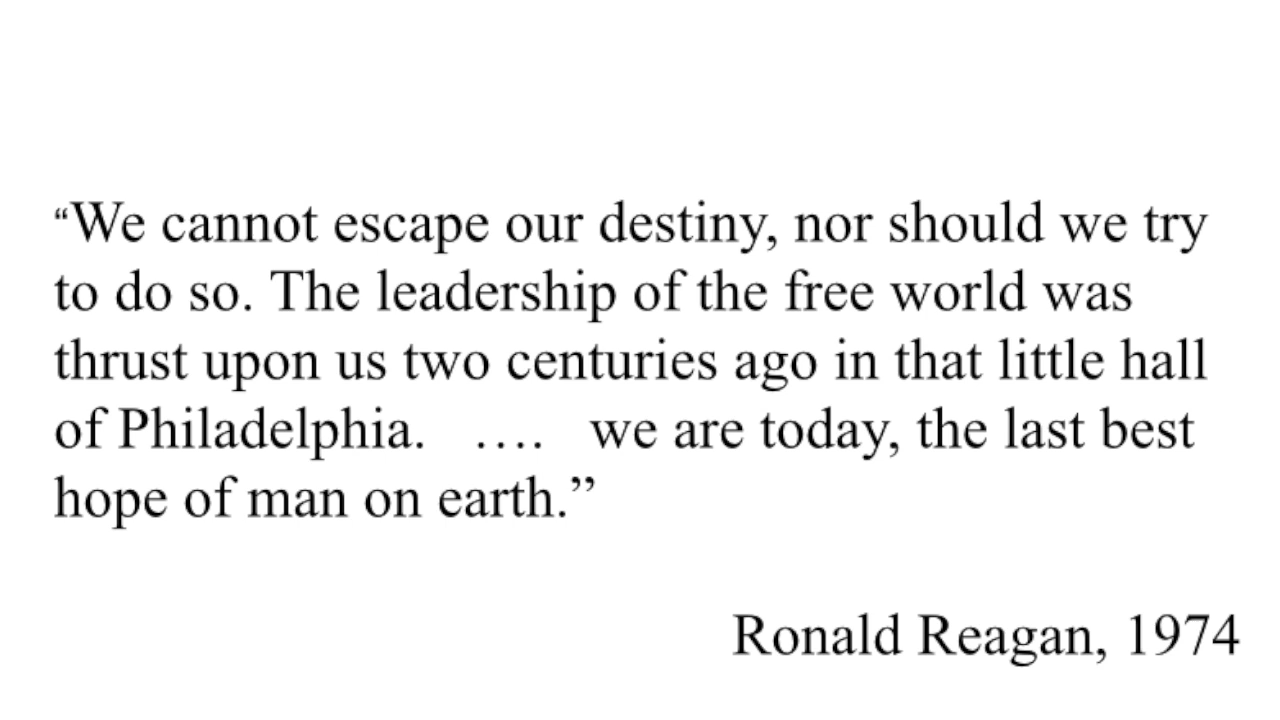 “We cannot escape our destiny, nor should we try
to do so. The leadership of the free world was
thrust upon us two centuries ago in that little hall
of Philadelphia. …. we are today, the last best
hope of man on earth.”
Ronald Reagan, 1974